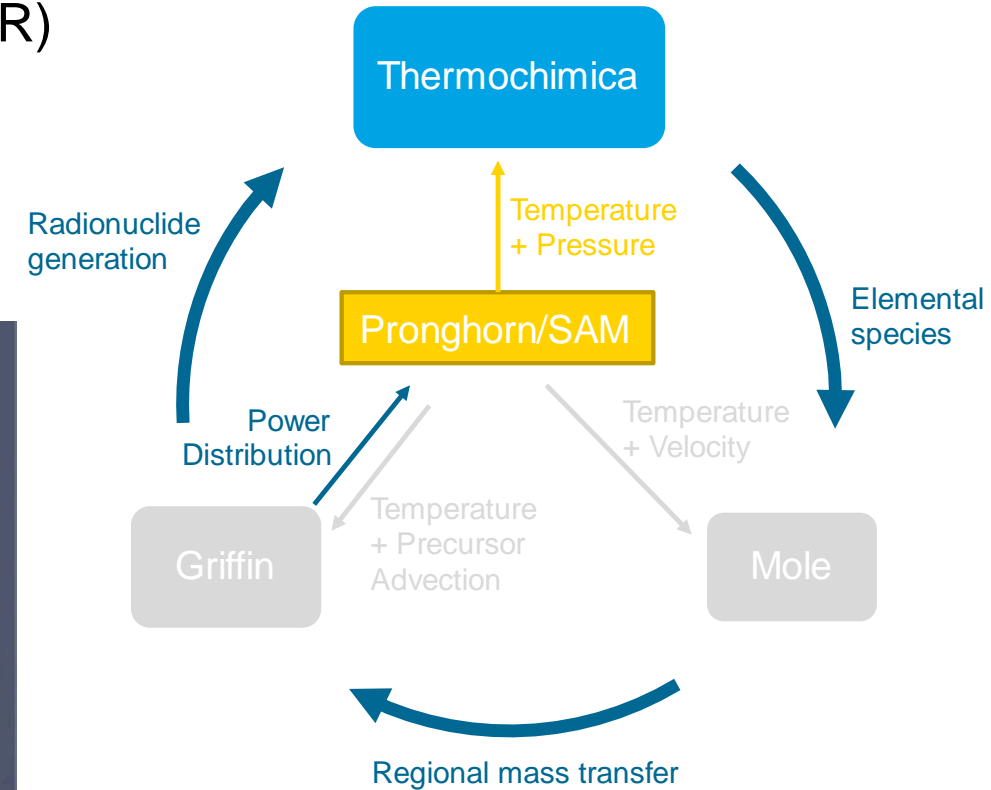 R)
Thermochimica
Radionuclide
generation
Temperature
+ Pressure
Elemental
species
Pronghorn/SAM
Power
Distribution
Temperature
+ Velocity
Temperature
+ Precursor
Advection
Griffin
Mole
Regional mass transfer